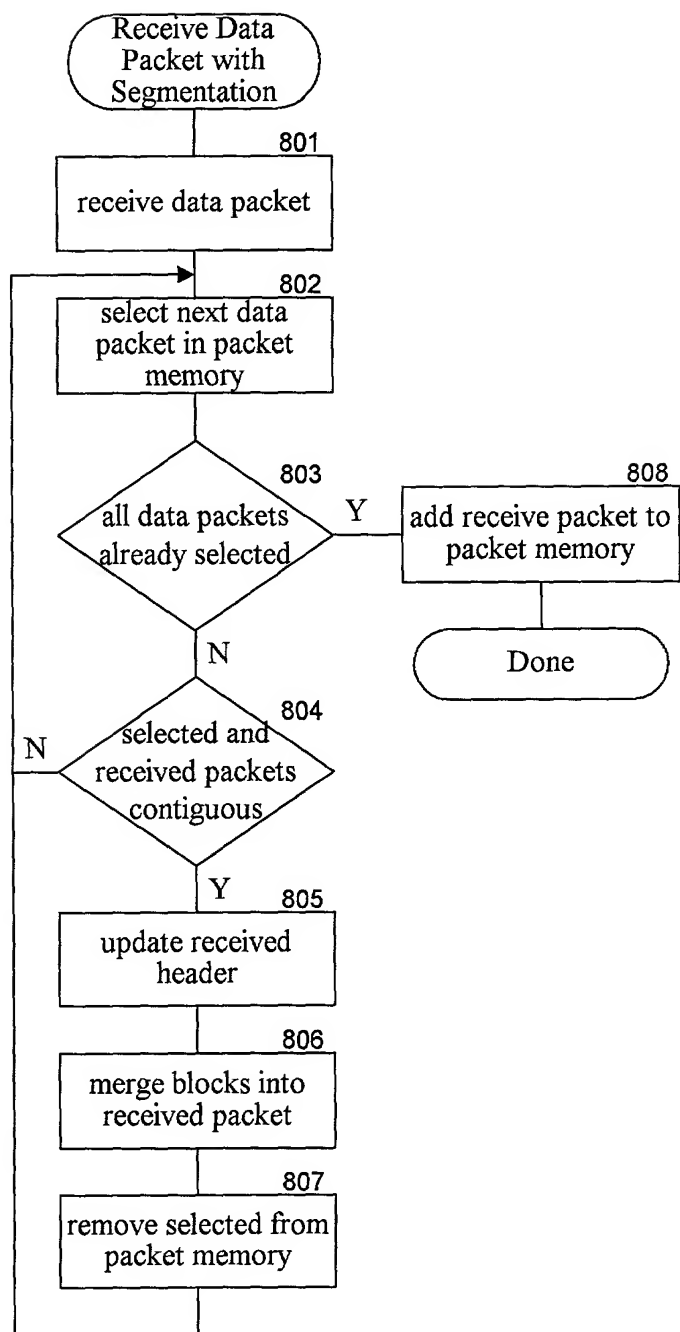 Receive Data
Packet with
Segmentation
801
receive data packet
802
select next data
packet in packet
memory
803
all data packets
already selected
Y
808
add receive packet to
packet memory
Done
N
804
selected and
received packets
contiguous
N
Y
805
update received
header
806
merge blocks into
received packet
807
remove selected from
packet memory